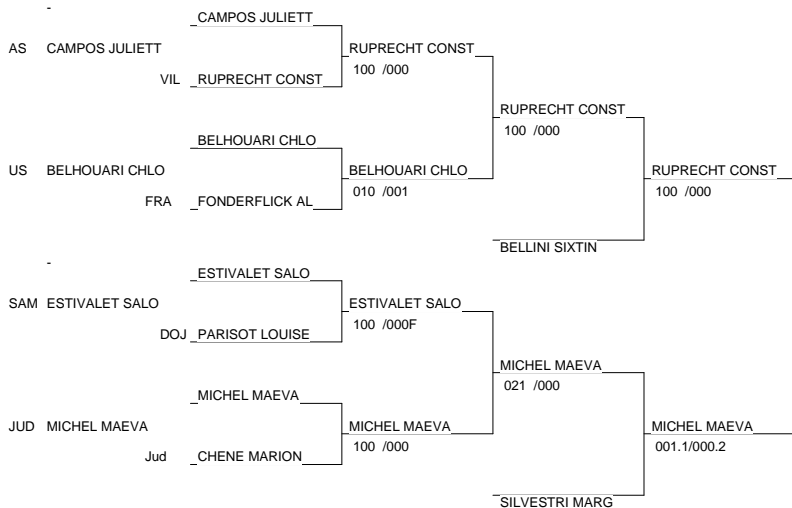 -
CAMPOS JULIETT
AS CAMPOS JULIETT
RUPRECHT CONST
100 /000
VIL RUPRECHT CONST
RUPRECHT CONST
100 /000
BELHOUARI CHLO
US BELHOUARI CHLO
BELHOUARI CHLO
010 /001
RUPRECHT CONST
100 /000
FRA FONDERFLICK AL
BELLINI SIXTIN
-
ESTIVALET SALO
SAM ESTIVALET SALO
ESTIVALET SALO
100 /000F
DOJ PARISOT LOUISE
MICHEL MAEVA
021 /000
MICHEL MAEVA
JUD MICHEL MAEVA
MICHEL MAEVA
100 /000
MICHEL MAEVA
001.1/000.2
Jud CHENE MARION
SILVESTRI MARG